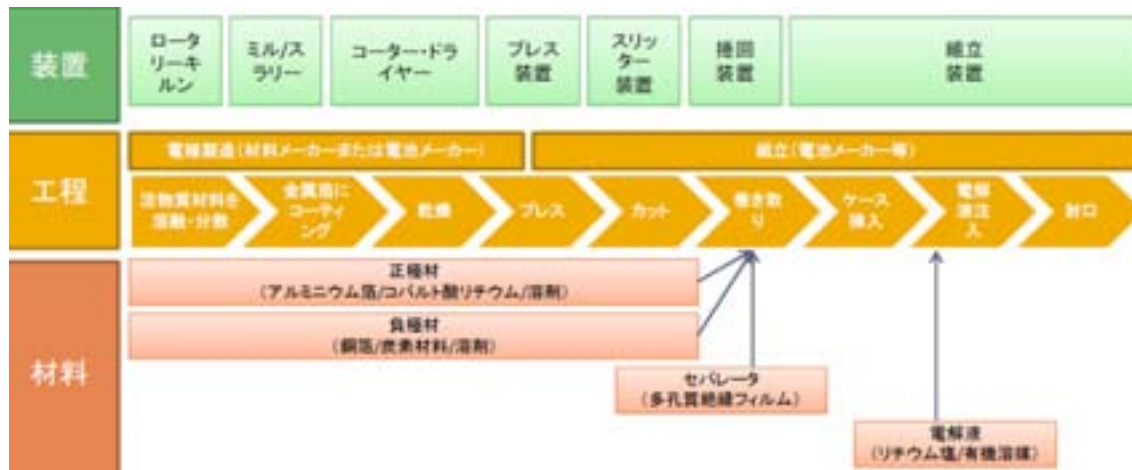 装置
ロータ
リーキ
ルン
ミル/ス
ラリー
コーター・ドラ
イヤー
プレス
装置
スリッ
ター
装置
捲回
装置
組立
装置
工程
電極製造(材料メーカーまたは電池メーカー)
組立(電池メーカー等)
活物質材料を
溶融・分散
金属箔に
コーティ
ング
乾燥
プレス
カット
巻き取
り
ケース
挿入
電解
液注
入
封口
材料
正極材
(アルミニウム箔/コバルト酸リチウム/溶剤)
負極材
(銅箔/炭素材料/溶剤)
セパレータ
(多孔質絶縁フィルム)
電解液
(リチウム塩/有機溶媒)